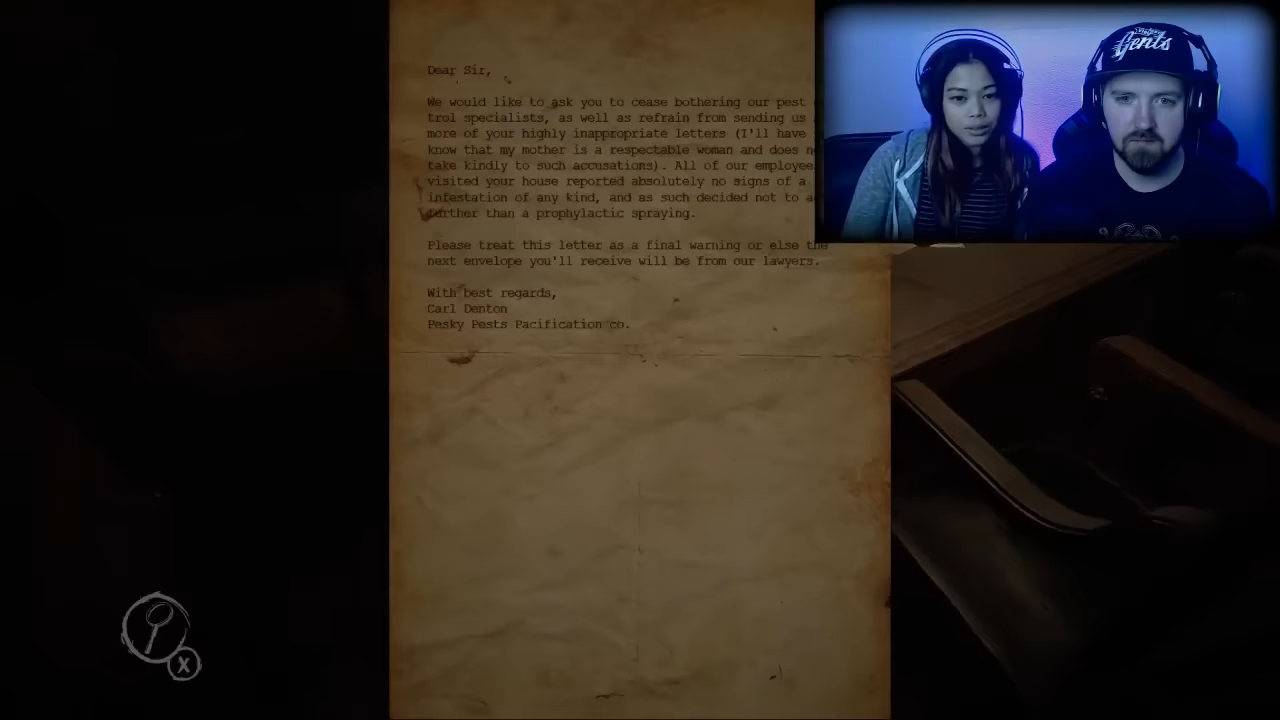 Dear Sir,
We would like to ask you to cease bothering our pest
trol specialists, as well as refrain from sending us
more of your highly inappropriate letters (I'll have
know that my mother is a respectable woman and does
take kindly to such accusations). All of our
visited your house reported absolutely no signs of a
infestation of any kind, and as such decided not to
further than a prophylactic spraying.
Please treat this letter as a final warning or else the
next envelope you'll receive will be from our lawyers.
With best regards,
Carl Denton
Pesky Pests Pacification co.
Gents
X